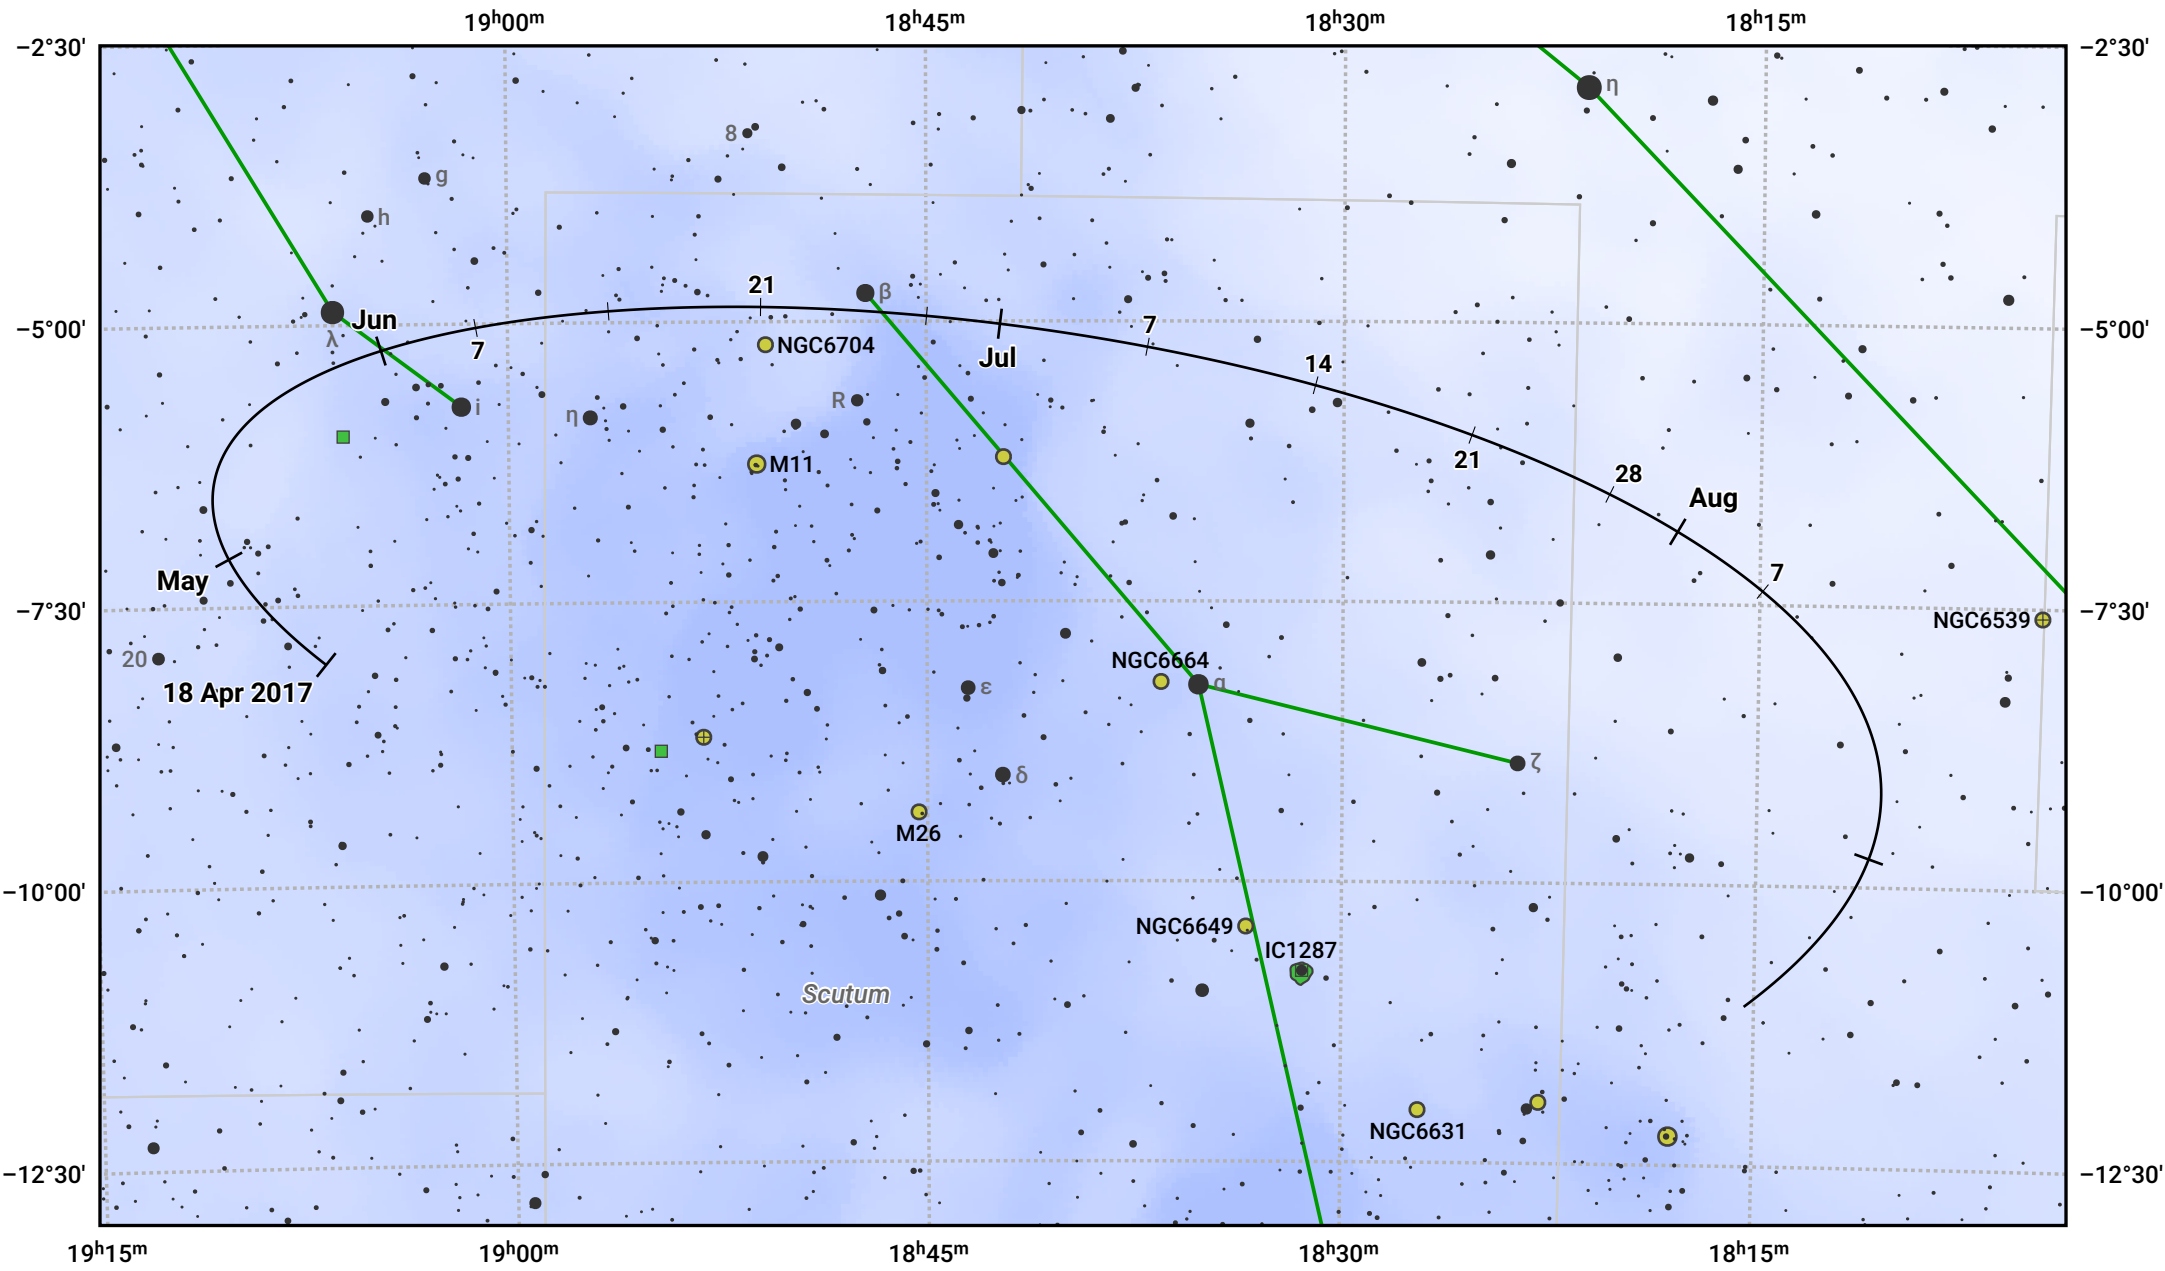 19ʰ00ᵐ 18ʰ45ᵐ 18ʰ30ᵐ 18ʰ15ᵐ
−2°30' −2°30'
η
8
g
h
21
β
Jun
7
−5°00' −5°00'
λ
7
NGC6704
Jul
14
R
i
η
21
M11
28
Aug
7
May
−7°30' −7°30'
NGC6539
20
NGC6664
18 Apr 2017
ε
α
ζ
δ
M26
−10°00' −10°00'
NGC6649
IC1287
Scutum
NGC6631
−12°30' −12°30'
19ʰ15ᵐ 19ʰ00ᵐ 18ʰ45ᵐ 18ʰ30ᵐ 18ʰ15ᵐ